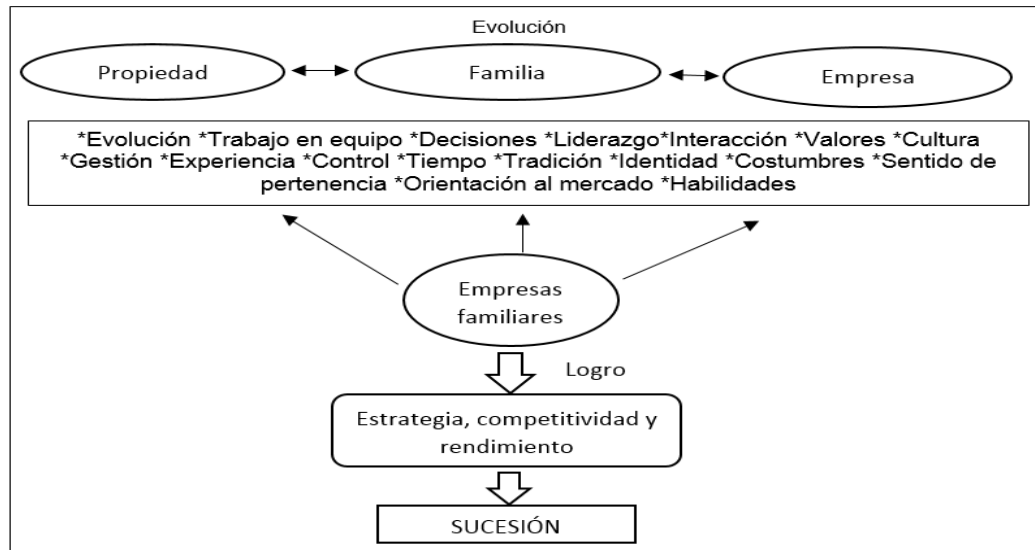 Evolución
Propiedad
Familia
Empresa
*Evolución *Trabajo en equipo *Decisiones *Liderazgo*Interacción *Valores *Cultura
*Gestión *Experiencia *Control *Tiempo *Tradición *Identidad *Costumbres *Sentido de
pertenencia *Orientación al mercado *Habilidades
Empresas
familiares
Logro
Estrategia, competitividad y
rendimiento
SUCESIÓN